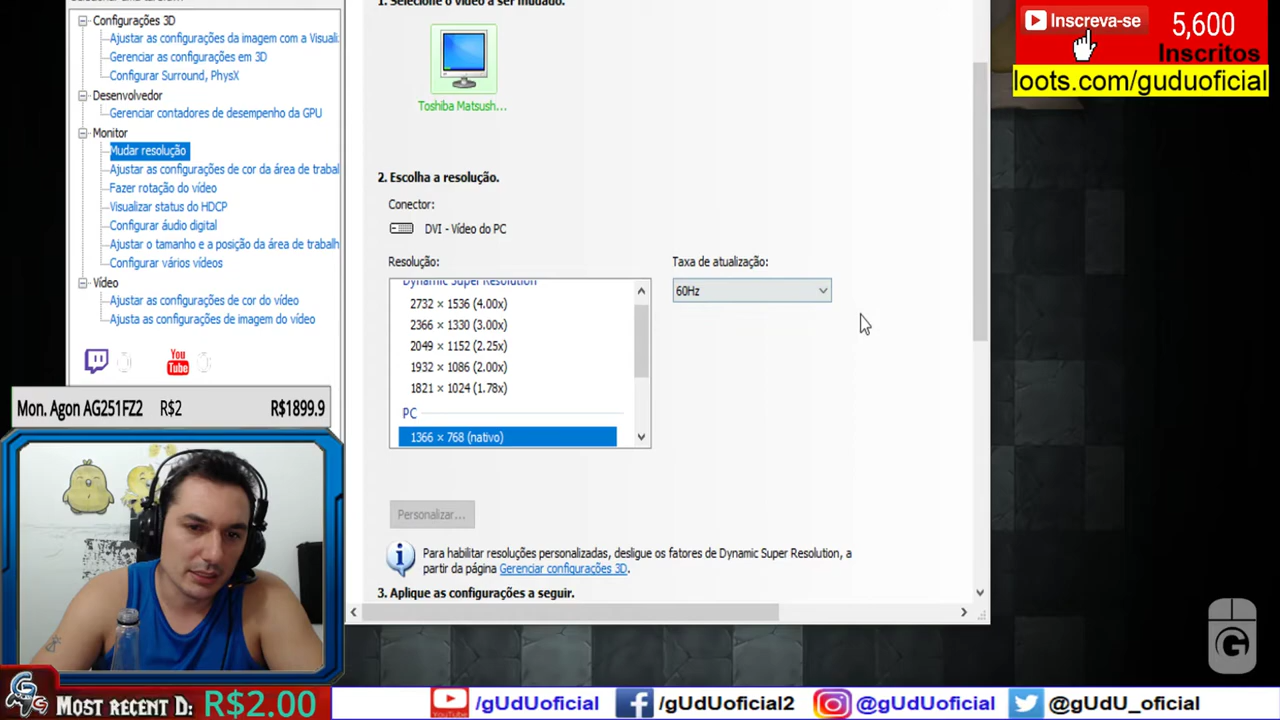 1. Selecione o vídeo a ser mudado.
Configurações 3D
Ajustar as configurações da imagem com a Visuali
Gerenciar as configurações em 3D
Configurar Surround, PhysX
Desenvolvedor
Gerenciar contadores de desempenho da GPU
Monitor
Mudar resolução
Ajustar as configurações de cor da área de trabal
Fazer rotação do vídeo
Visualizar status do HDCP
Configurar áudio digital
Ajustar o tamanho e a posição da área de trabalh
Configurar vários vídeos
Vídeo
Ajustar as configurações de cor do vídeo
Ajusta as configurações de imagem do vídeo
You
Tube
Toshiba Matsush...
2. Escolha a resolução.
Conector:
DVI - Vídeo do PC
Resolução:
Taxa de atualização:
Dynamic Super Resolution
60Hz
2732 × 1536 (4.00x)
2366 × 1330 (3.00x)
2049 × 1152 (2.25x)
1932 × 1086 (2.00x)
1821 × 1024 (1.78x)
PC
1366 × 768 (nativo)
Personalizar...
Para habilitar resoluções personalizadas, desligue os fatores de Dynamic Super Resolution, a
partir da página Gerenciar configurações 3D.
3. Aplique as configurações a seguir.
Inscreva-se
5,600
Inscritos
loots.com/guduoficial
Mon. Agon AG251FZ2 R$2 R$1899.9
Most recent D: R$2.00
YouTube
/gUdUoficial
/gUdUoficial2
@gUdUoficial
@gUdU_oficial